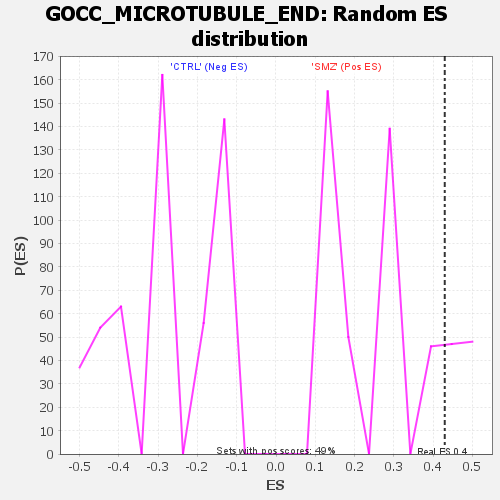 GOCC_MICROTUBULE_END: Random ES
distribution
'CTRL' (Neg ES) 'SMZ' (Pos ES)
170
160
150
140
130
120
110
100
90
80
70
60
50
40
30
20
10
0
P(ES)
Sets with pos scores: 49%
Real ES 0.4
-0.5 -0.4 -0.3 -0.2 -0.1 0.0 0.1 0.2 0.3 0.4 0.5
ES